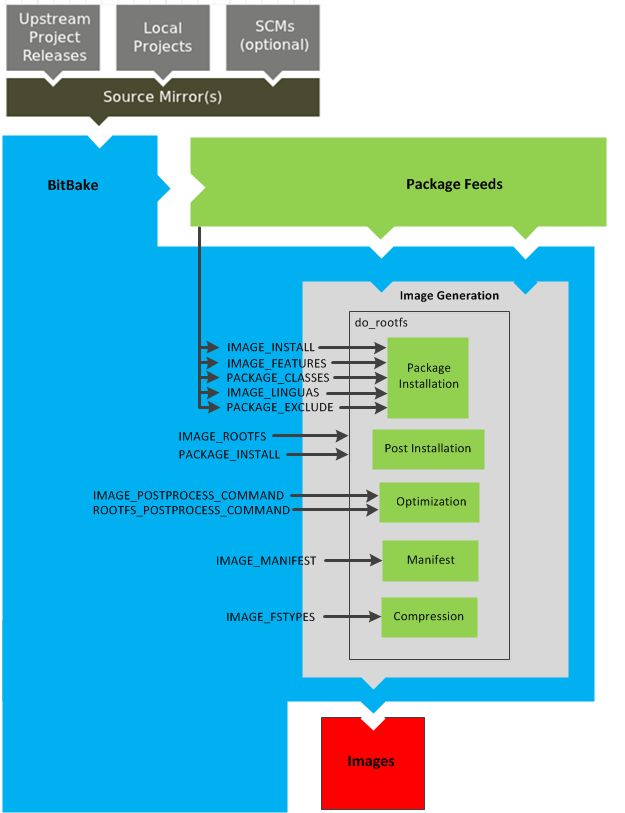 Upstream
Project
Releases
Local
Projects
SCMs
(optional)
Source Mirror(s)
BitBake
Package Feeds
Image Generation
do_rootfs
IMAGE_INSTALL
IMAGE_FEATURES
PACKAGE_CLASSES
IMAGE_LINGUAS
PACKAGE_EXCLUDE
Package
Installation
IMAGE_ROOTFS
PACKAGE_INSTALL
Post Installation
IMAGE_POSTPROCESS_COMMAND
ROOTFS_POSTPROCESS_COMMAND
Optimization
IMAGE_MANIFEST
Manifest
IMAGE_FSTYPES
Compression
Images